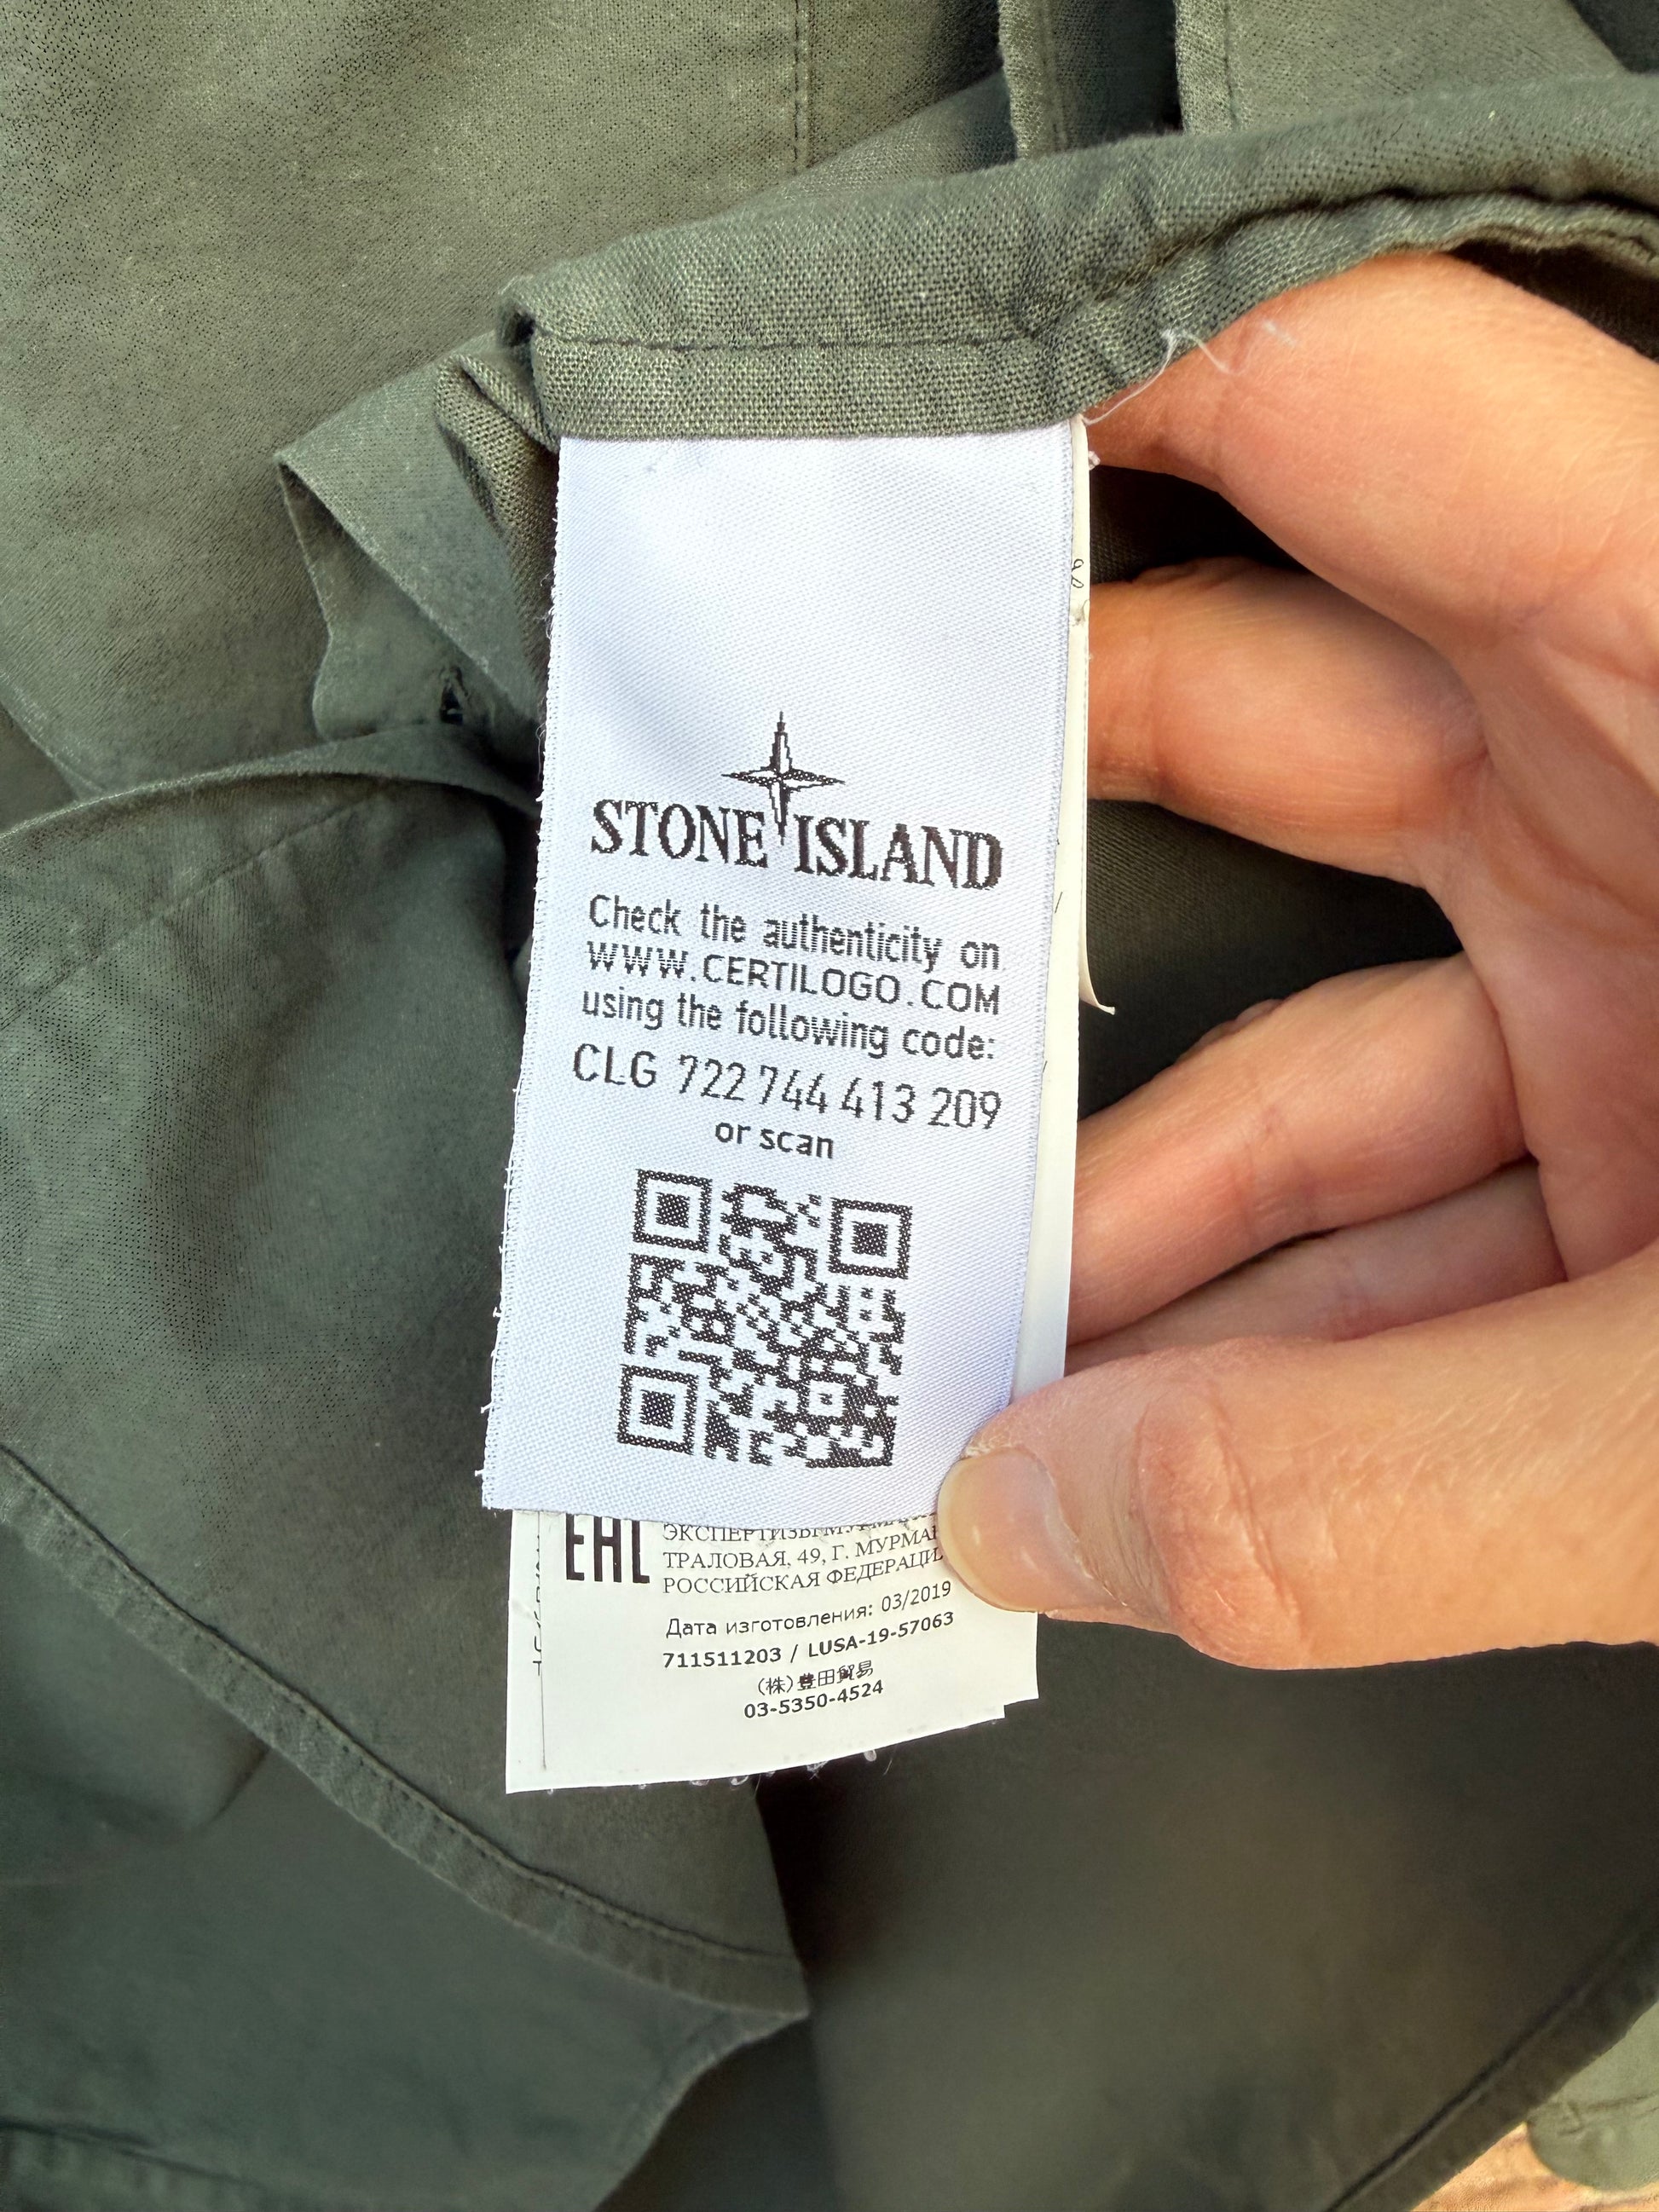 STONE ISLAND
Check the authenticity on
WWW.CERTILOGO.COM
using the following code:
CLG 722 744 413 209
or scan
EAC
ЭКСПЕРТИЗЫ
ТРАЛОВАЯ, 49, Г.
РОССИЙСКАЯ
Дата изготовления: 03/2019
711511203 / LUSA-19-57063
(株)豊田貿易
03-5350-4524